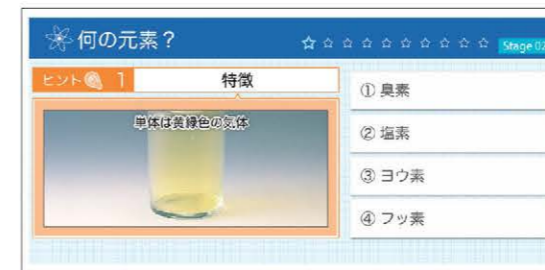 何の元素？
Stage 02
ヒント 1
特徴
単体は黄緑色の気体
① 臭素
② 塩素
③ ヨウ素
④ フッ素